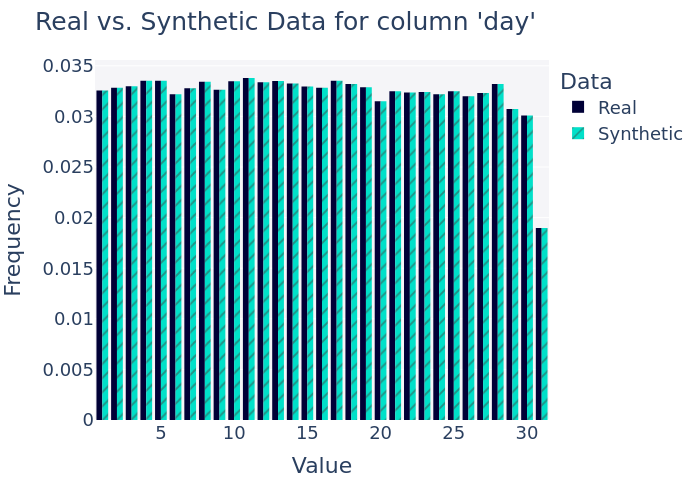 Real vs. Synthetic Data for column 'day'
0.035
0.03
0.025
0.02
0.015
0.01
0.005
0
Frequency
5 10 15 20 25 30
Value
Data
Real
Synthetic